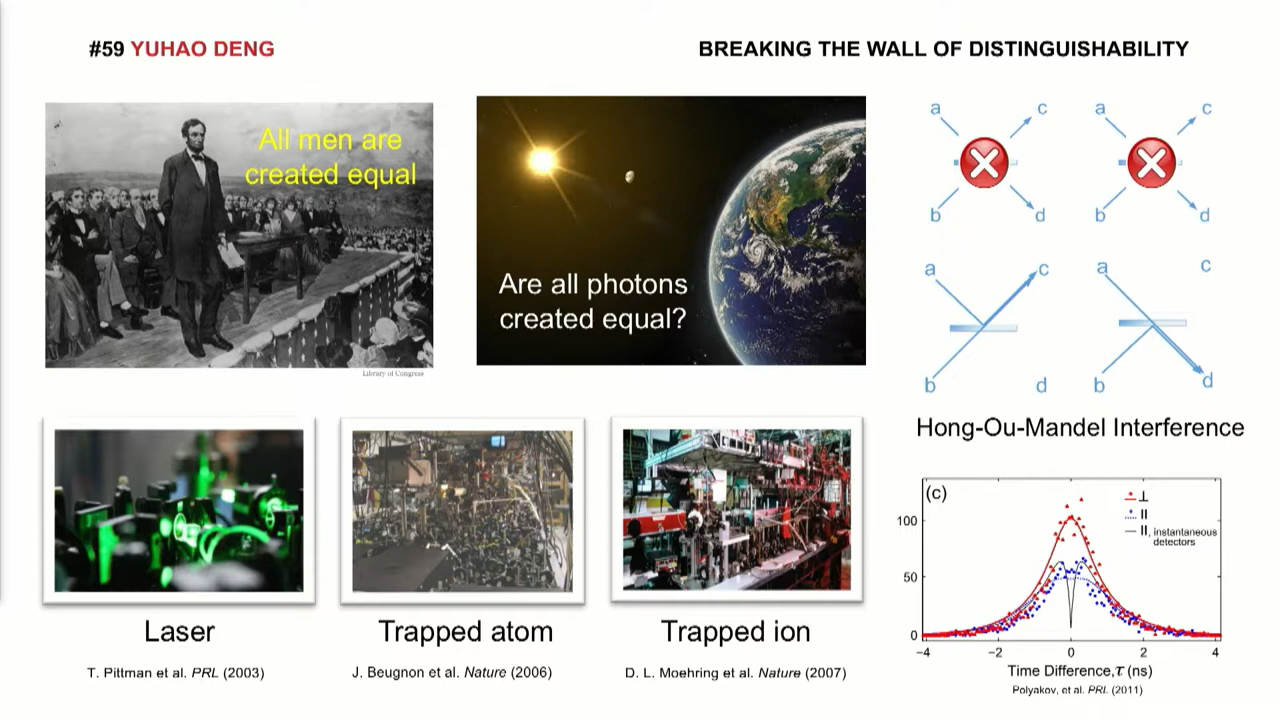 #59 YUHAO DENG
BREAKING THE WALL OF DISTINGUISHABILITY
All men are
created equal
Library of Congress
Are all photons
created equal?
a c a c
b d b d
a c a c
b d b d
Hong-Ou-Mandel Interference
Laser
T. Pittman et al. PRL (2003)
Trapped atom
J. Beugnon et al. Nature (2006)
Trapped ion
D. L. Moehring et al. Nature (2007)
(c)
⊥
II
II, instantaneous
detectors
100
50
0
−4 −2 0 2 4
Time Difference,τ (ns)
Polyakov, et al. PRL (2011)